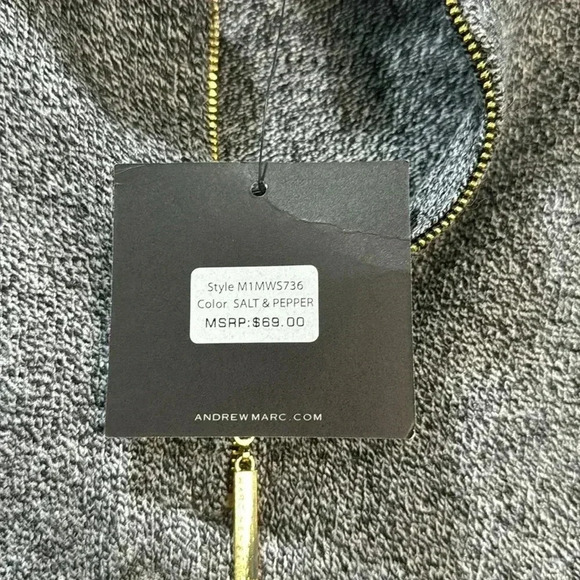 Style M1MWS736
Color SALT & PEPPER
MSRP:$69.00
ANDREWMARC.COM